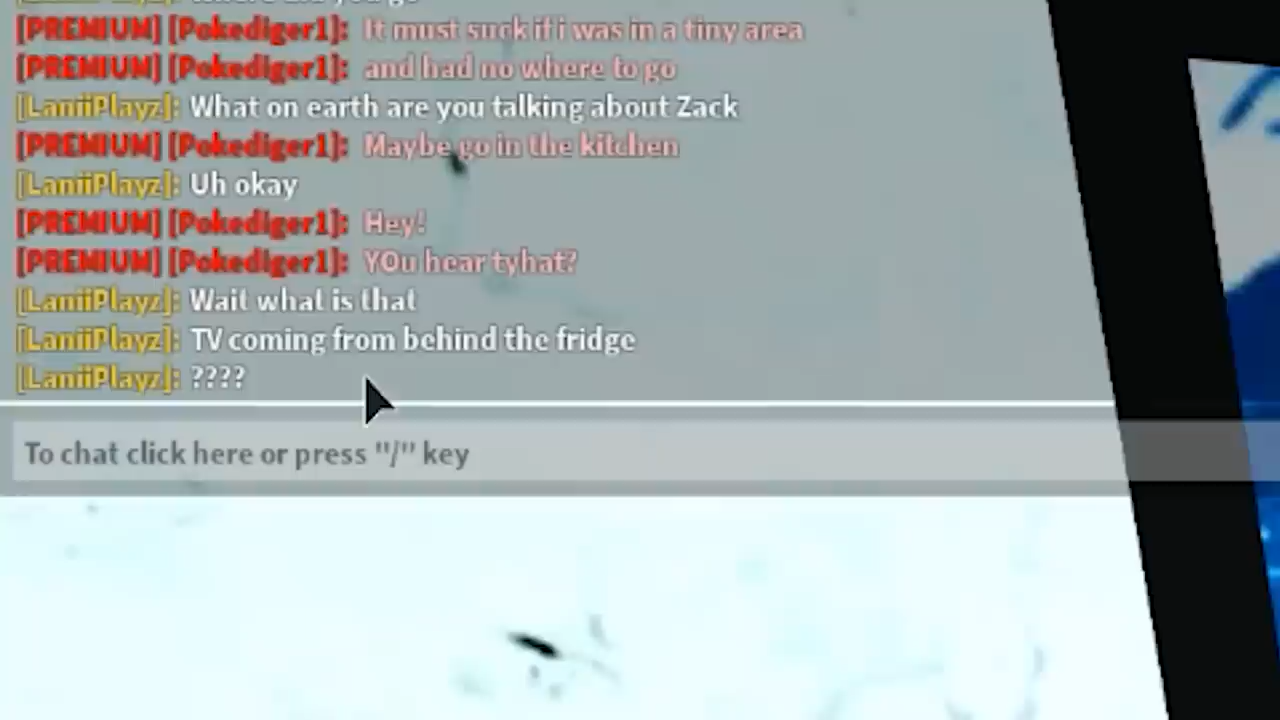 [PREMIUM] [Pokediger1]: It must suck if i was in a tiny area
[PREMIUM] [Pokediger1]: and had no where to go
[LaniiPlayz]: What on earth are you talking about Zack
[PREMIUM] [Pokediger1]: Maybe go in the kitchen
[LaniiPlayz]: Uh okay
[PREMIUM] [Pokediger1]: Hey!
[PREMIUM] [Pokediger1]: YOu hear tyhat?
[LaniiPlayz]: Wait what is that
[LaniiPlayz]: TV coming from behind the fridge
[LaniiPlayz]: ????
To chat click here or press "/" key